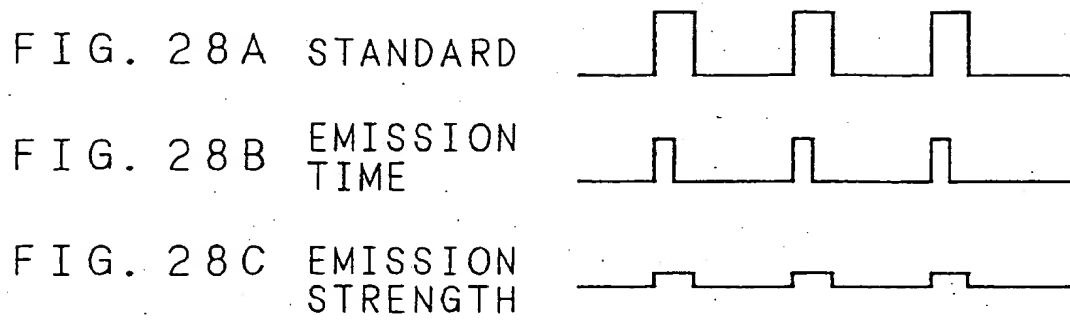 FIG. 28A STANDARD
FIG. 28B EMISSION TIME
FIG. 28C EMISSION STRENGTH